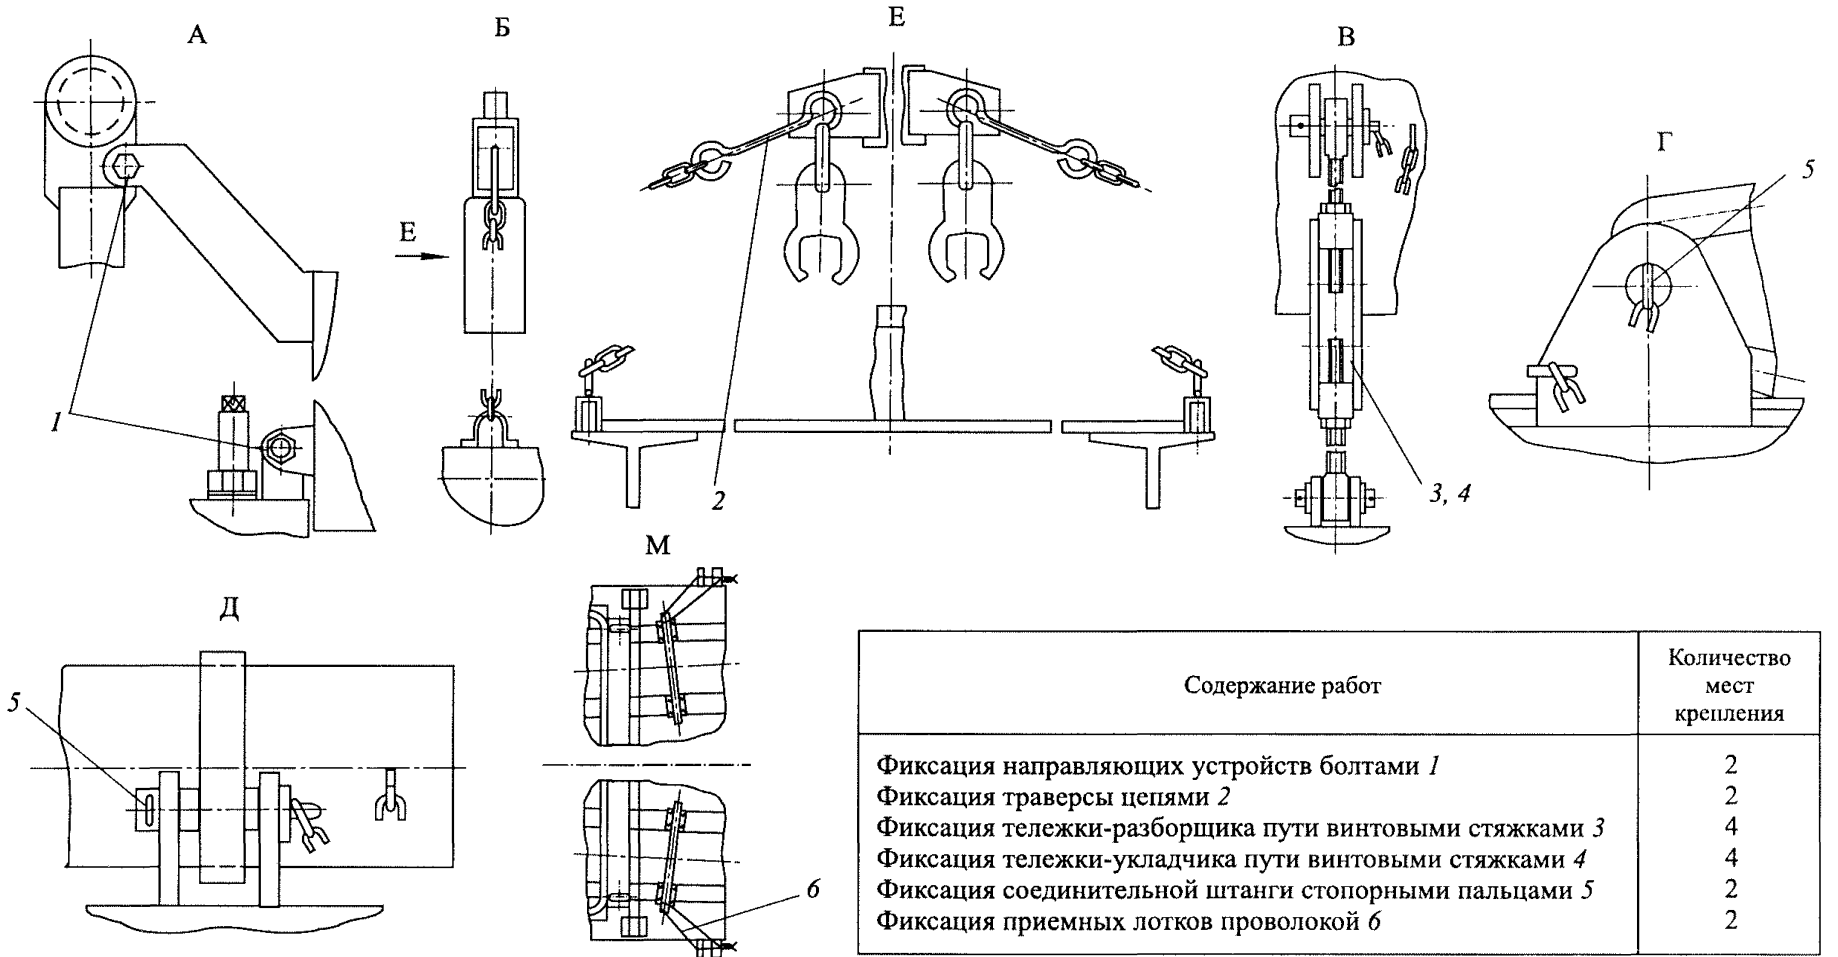 А
Б
Е
В
Г
5
Е
1
2
3, 4
М
Д
5
6
Содержание работ
Количество
мест
крепления
Фиксация направляющих устройств болтами 1
2
Фиксация траверсы цепями 2
2
Фиксация тележки-разборщика пути винтовыми стяжками 3
4
Фиксация тележки-укладчика пути винтовыми стяжками 4
4
Фиксация соединительной штанги стопорными пальцами 5
2
Фиксация приемных лотков проволокой 6
2